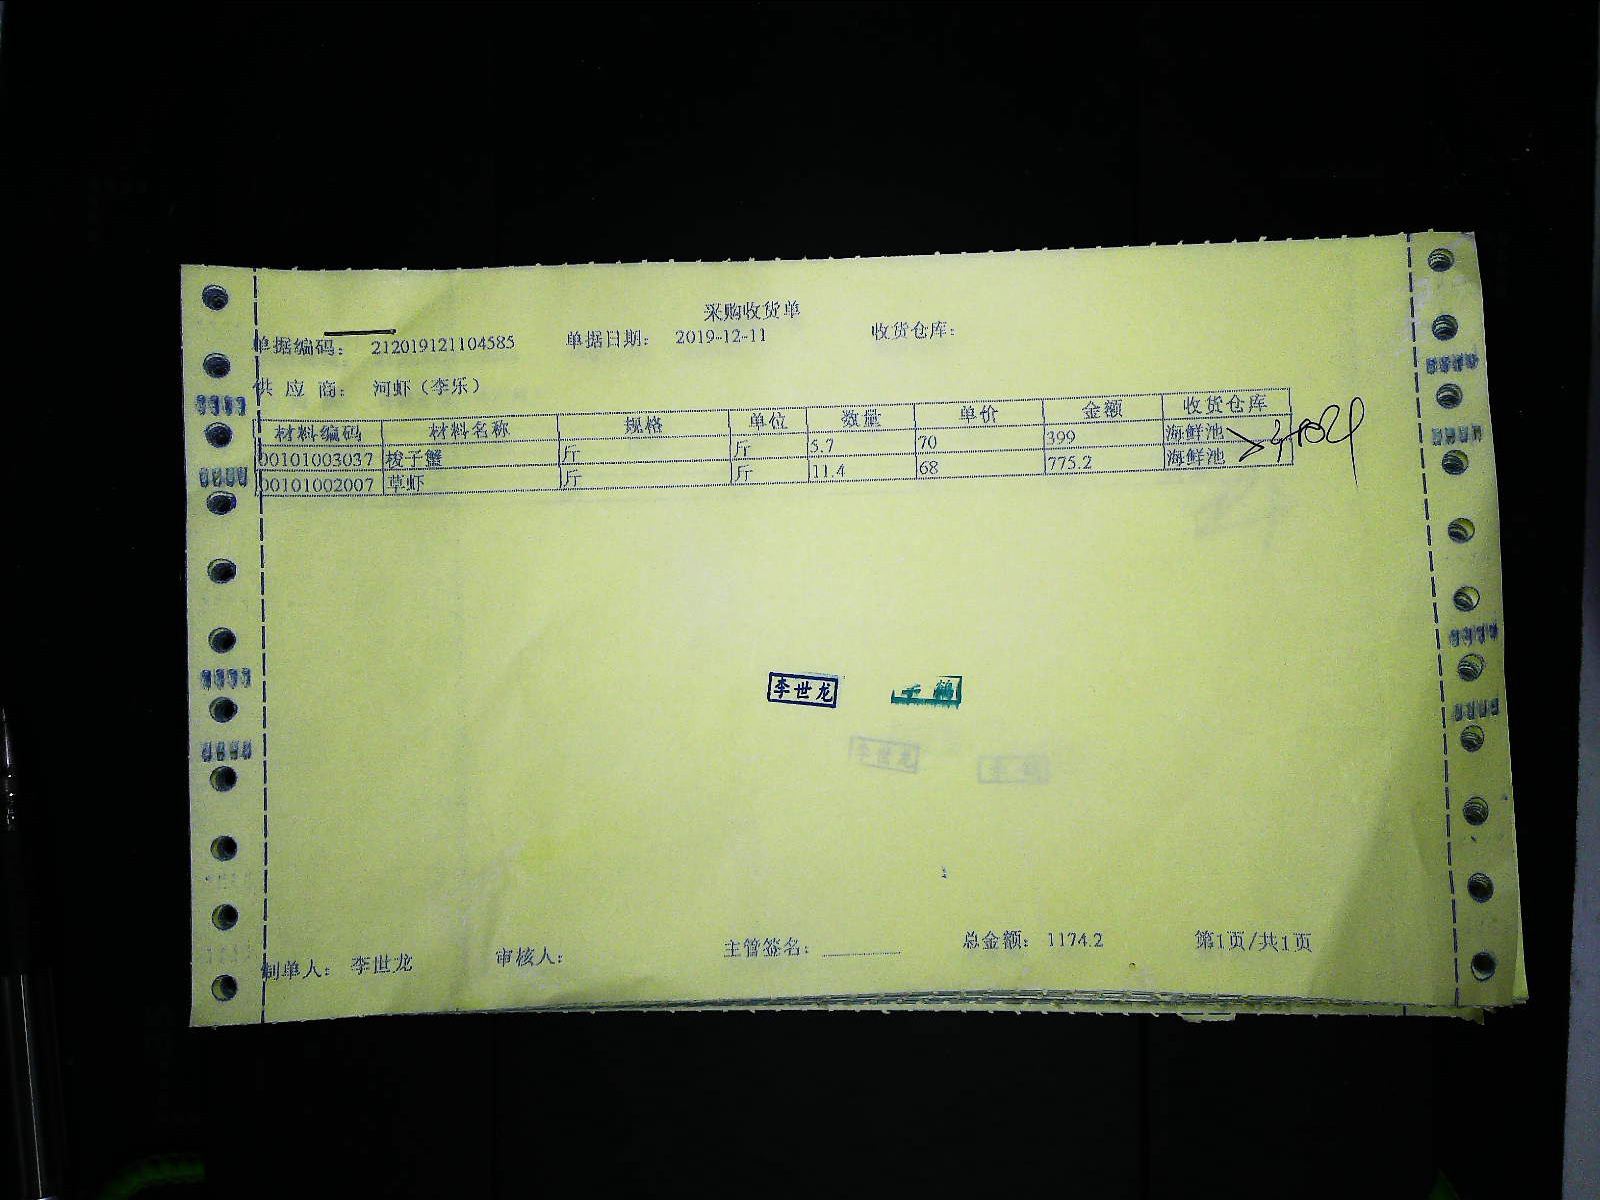 采购收货单
单据编码： 212019121104585 单据日期： 2019-12-11 收货仓库：
供 应 商： 河虾（李乐）
材料编码 材料名称 规格 单位 数量 单价 金额 收货仓库
00101003037 梭子蟹 斤 斤 5.7 70 399 海鲜池
00101002007 草虾 斤 斤 11.4 68 775.2 海鲜池
李世龙
制单人： 李世龙 审核人： 主管签名： 总金额： 1174.2 第1页/共1页